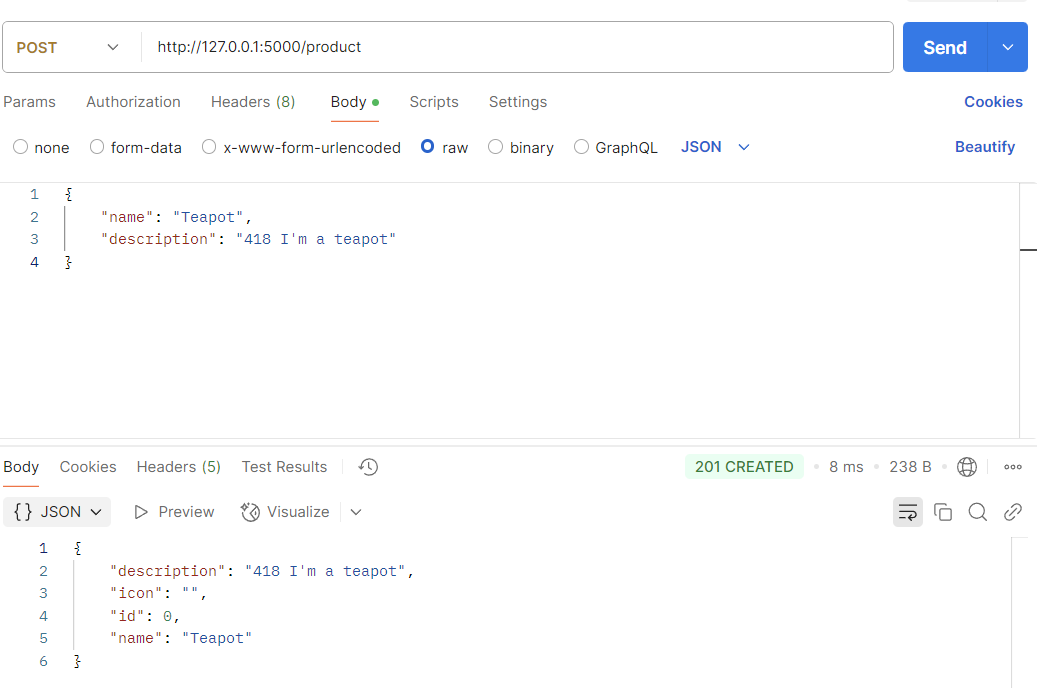 POST http://127.0.0.1:5000/product Send
Params Authorization Headers (8) Body Scripts Settings Cookies
none form-data x-www-form-urlencoded raw binary GraphQL JSON Beautify
1 {
2 "name": "Teapot",
3 "description": "418 I'm a teapot"
4 }
Body Cookies Headers (5) Test Results 201 CREATED 8 ms 238 B
{} JSON Preview Visualize
1 {
2 "description": "418 I'm a teapot",
3 "icon": "",
4 "id": 0,
5 "name": "Teapot"
6 }